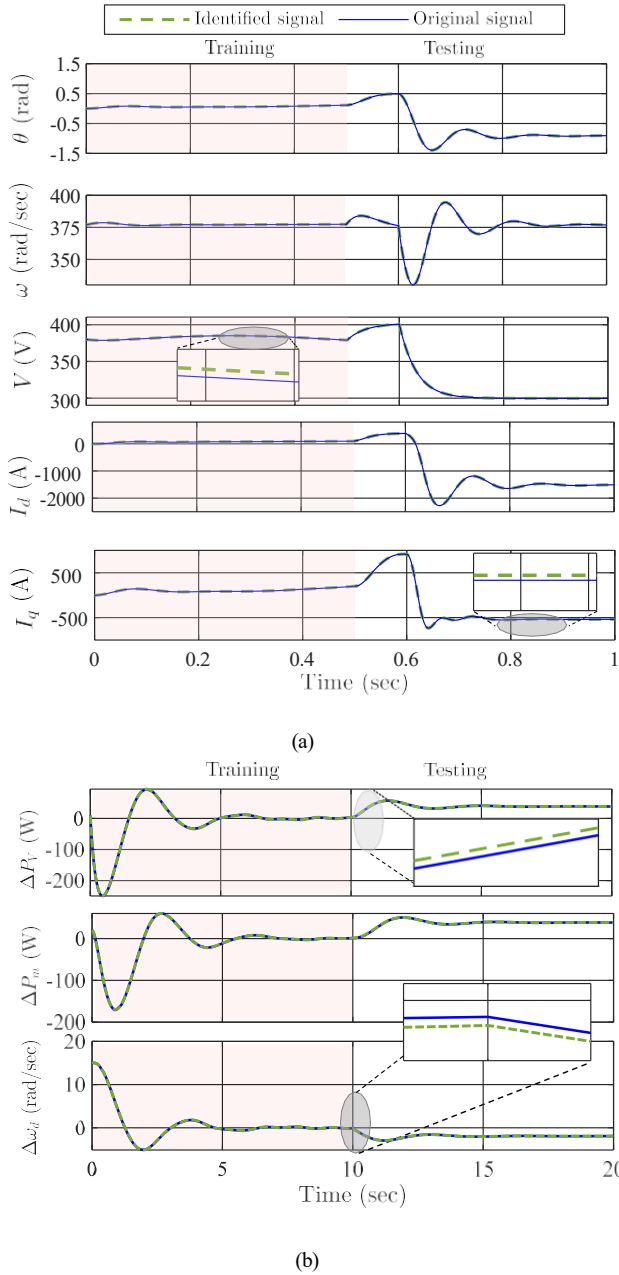 Identified signal Original signal
Training Testing
1.5
0.5
-0.5
-1.5
θ (rad)
400
375
350
ω (rad/sec)
400
350
300
V (V)
0
-1000
-2000
I_d (A)
500
-500
I_q (A)
0 0.2 0.4 0.6 0.8 1
Time (sec)
(a)
Training Testing
0
-100
-200
ΔP_V (W)
0
-100
-200
ΔP_m (W)
20
10
0
Δω_d (rad/sec)
0 5 10 15 20
Time (sec)
(b)